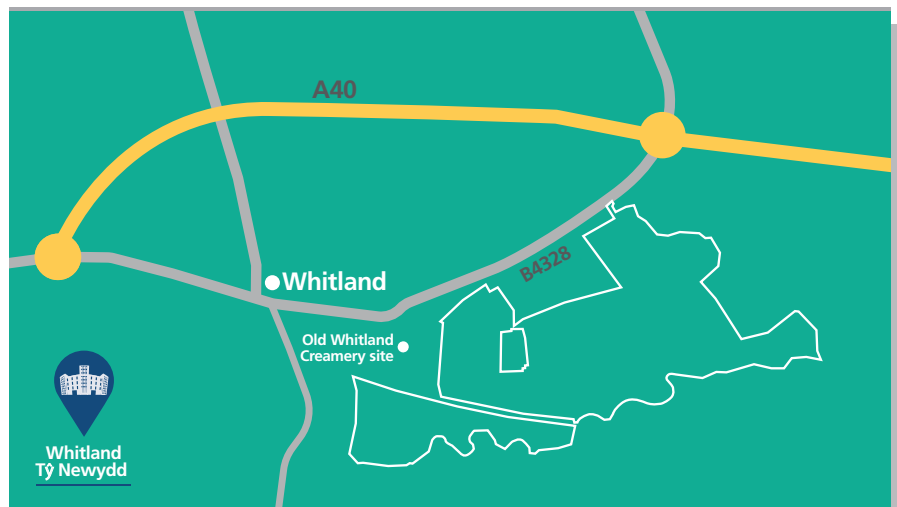 A40
B4328
Whitland
Old Whitland
Creamery site
Whitland
Tŷ Newydd